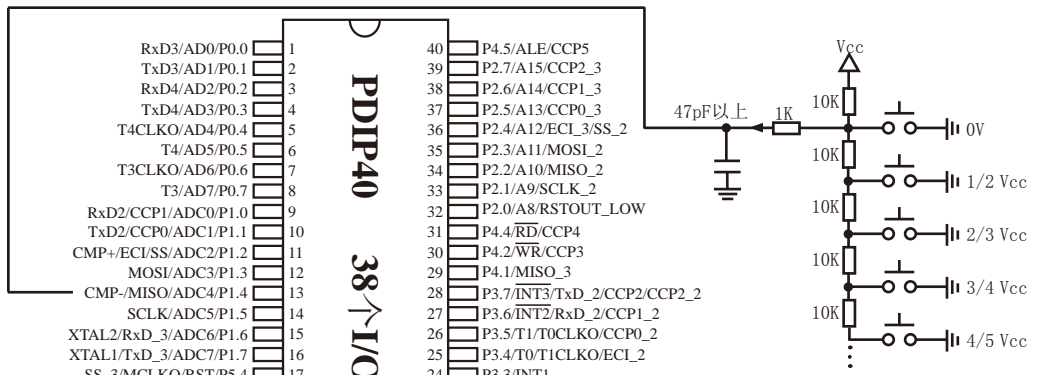 RxD3/AD0/P0.0 1
TxD3/AD1/P0.1 2
RxD4/AD2/P0.2 3
TxD4/AD3/P0.3 4
T4CLKO/AD4/P0.4 5
T4/AD5/P0.5 6
T3CLKO/AD6/P0.6 7
T3/AD7/P0.7 8
RxD2/CCP1/ADC0/P1.0 9
TxD2/CCP0/ADC1/P1.1 10
CMP+/ECI/SS/ADC2/P1.2 11
MOSI/ADC3/P1.3 12
CMP-/MISO/ADC4/P1.4 13
SCLK/ADC5/P1.5 14
XTAL2/RxD_3/ADC6/P1.6 15
XTAL1/TxD_3/ADC7/P1.7 16
SS_3/MCLKO/RST/P5.4 17
PDIP40
38个I/O
40 P4.5/ALE/CCP5
39 P2.7/A15/CCP2_3
38 P2.6/A14/CCP1_3
37 P2.5/A13/CCP0_3
36 P2.4/A12/ECI_3/SS_2
35 P2.3/A11/MOSI_2
34 P2.2/A10/MISO_2
33 P2.1/A9/SCLK_2
32 P2.0/A8/RSTOUT_LOW
31 P4.4/RD/CCP4
30 P4.2/WR/CCP3
29 P4.1/MISO_3
28 P3.7/INT3/TxD_2/CCP2/CCP2_2
27 P3.6/INT2/RxD_2/CCP1_2
26 P3.5/T1/T0CLKO/CCP0_2
25 P3.4/T0/T1CLKO/ECI_2
24 P3.3/INT1
47pF以上
1K
Vcc
10K
0V
10K
1/2 Vcc
10K
2/3 Vcc
10K
3/4 Vcc
10K
4/5 Vcc